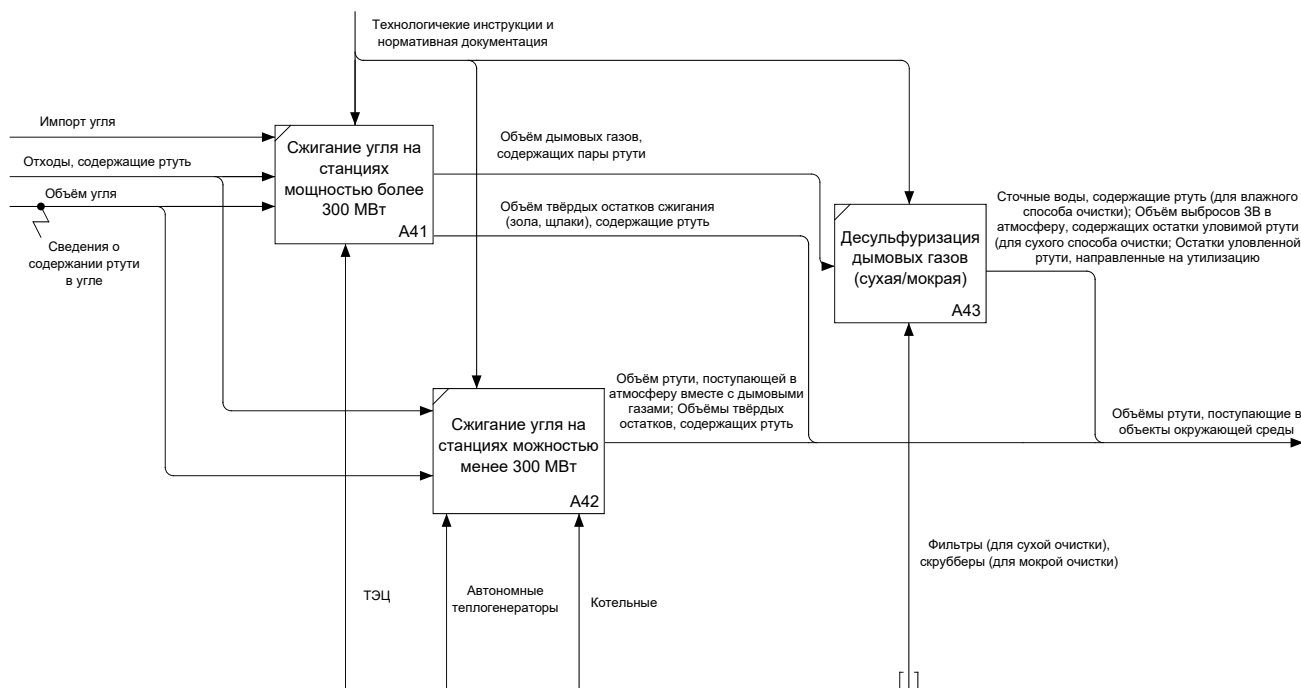 Технологичекие инструкции и
нормативная документация
Импорт угля
Отходы, содержащие ртуть
Объём угля
Сведения о
содержании ртути
в угле
Сжигание угля на
станциях
мощностью более
300 МВт
A41
Объём дымовых газов,
содержащих пары ртути
Объём твёрдых остатков сжигания
(зола, щлаки), содержащие ртуть
Десульфуризация
дымовых газов
(сухая/мокрая)
A43
Сточные воды, содержащие ртуть (для влажного
способа очистки); Объём выбросов ЗВ в
атмосферу, содержащих остатки уловимой ртути
(для сухого способа очистки; Остатки уловленной
ртути, направленные на утилизацию
Сжигание угля на
станциях можностью
менее 300 МВт
A42
Объём ртути, поступающей в
атмосферу вместе с дымовыми
газами; Объёмы твёрдых
остатков, содержащих ртуть
Объёмы ртути, поступающие в
объекты окружающей среды
ТЭЦ
Автономные
теплогенераторы
Котельные
Фильтры (для сухой очистки),
скрубберы (для мокрой очистки)